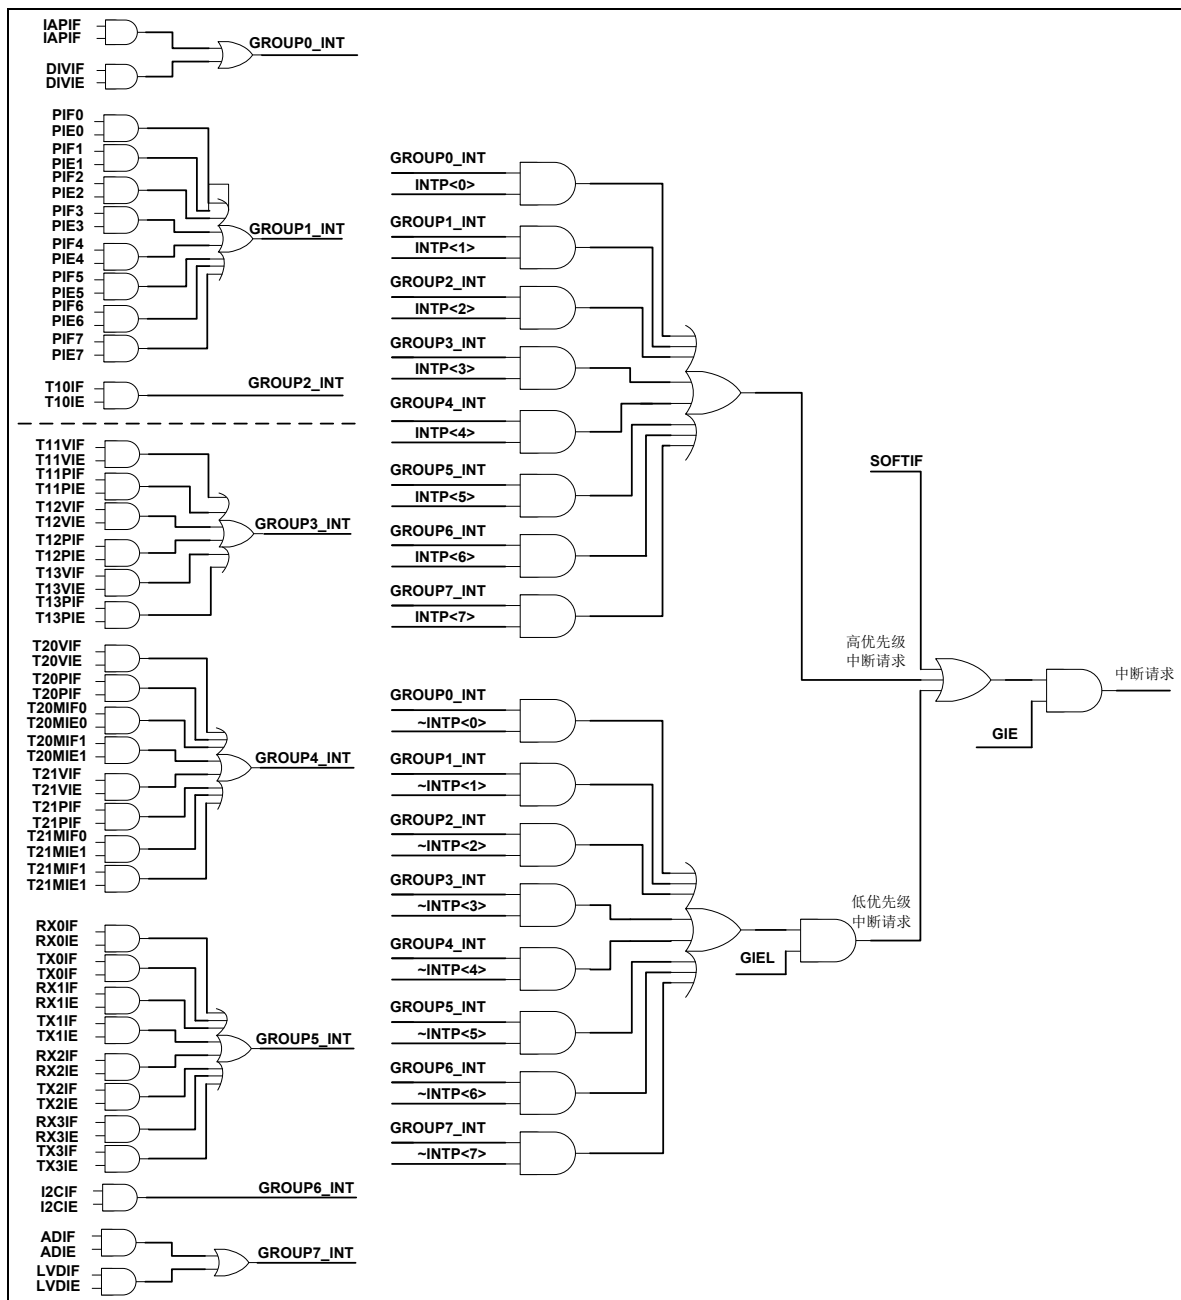 IAPIF
IAPIF
GROUP0_INT
DIVIF
DIVIE
PIF0
PIE0
PIF1
PIE1
PIF2
PIE2
PIF3
PIE3
GROUP1_INT
PIF4
PIE4
PIF5
PIE5
PIF6
PIE6
PIF7
PIE7
T10IF
T10IE
GROUP2_INT
T11VIF
T11VIE
T11PIF
T11PIE
T12VIF
T12VIE
GROUP3_INT
T12PIF
T12PIE
T13VIF
T13VIE
T13PIF
T13PIE
T20VIF
T20VIE
T20PIF
T20PIF
T20MIF0
T20MIE0
T20MIF1
T20MIE1
GROUP4_INT
T21VIF
T21VIE
T21PIF
T21PIF
T21MIF0
T21MIE1
T21MIF1
T21MIE1
RX0IF
RX0IE
TX0IF
TX0IF
RX1IF
RX1IE
TX1IF
TX1IE
GROUP5_INT
RX2IF
RX2IE
TX2IF
TX2IE
RX3IF
RX3IE
TX3IF
TX3IE
I2CIF
I2CIE
GROUP6_INT
ADIF
ADIE
GROUP7_INT
LVDIF
LVDIE
GROUP0_INT
INTP<0>
GROUP1_INT
INTP<1>
GROUP2_INT
INTP<2>
GROUP3_INT
INTP<3>
GROUP4_INT
INTP<4>
GROUP5_INT
INTP<5>
GROUP6_INT
INTP<6>
GROUP7_INT
INTP<7>
GROUP0_INT
~INTP<0>
GROUP1_INT
~INTP<1>
GROUP2_INT
~INTP<2>
GROUP3_INT
~INTP<3>
GROUP4_INT
~INTP<4>
GROUP5_INT
~INTP<5>
GROUP6_INT
~INTP<6>
GROUP7_INT
~INTP<7>
GIEL
SOFTIF
高优先级
中断请求
低优先级
中断请求
GIE
中断请求